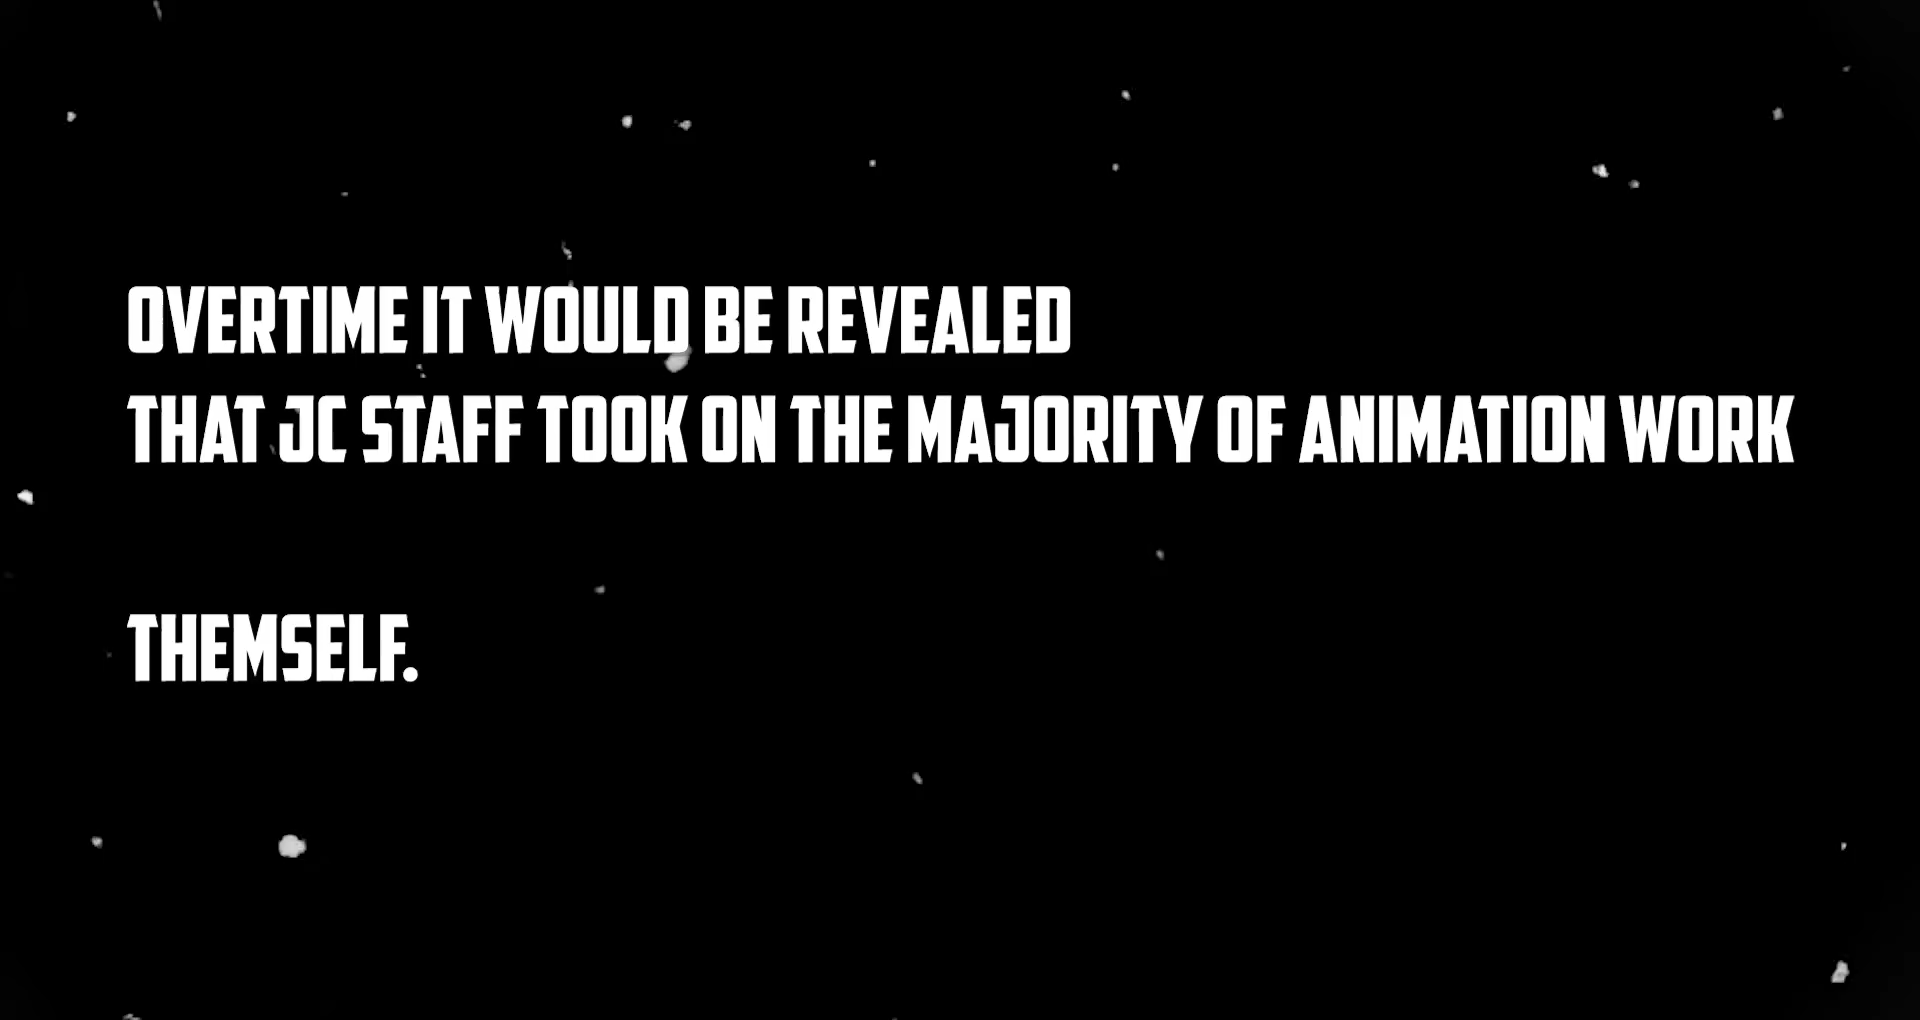 OVERTIME IT WOULD BE REVEALED
THAT JC STAFF TOOK ON THE MAJORITY OF ANIMATION WORK
THEMSELF.